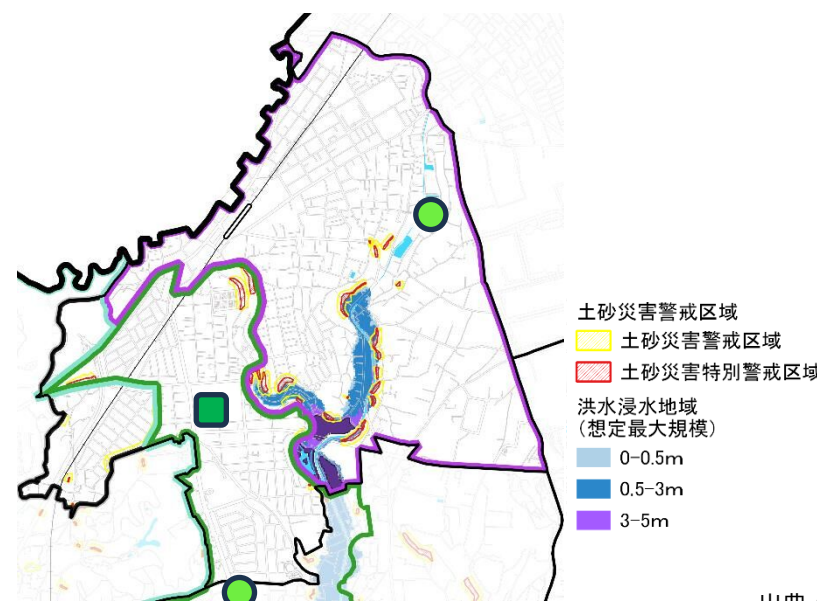 土砂災害警戒区域
土砂災害警戒区域
土砂災害特別警戒区域
洪水浸水地域
(想定最大規模)
0-0.5m
0.5-3m
3-5m
出典